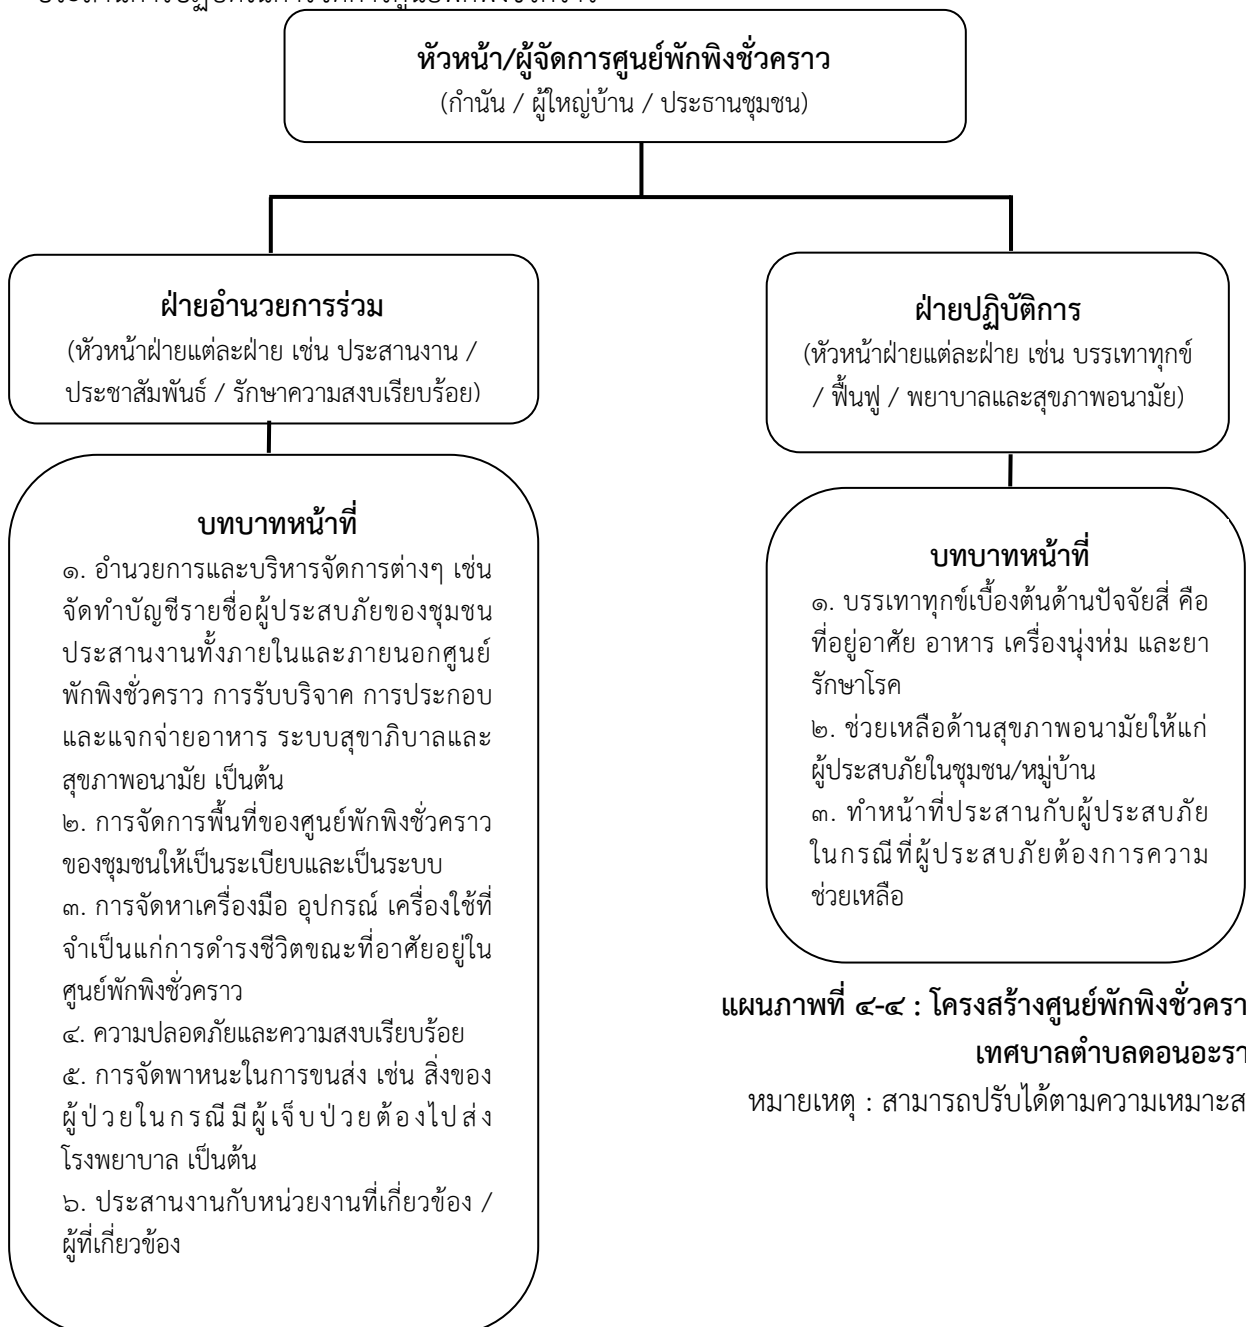 หัวหน้า/ผู้จัดการศูนย์พักพิงชั่วคราว
(กำนัน / ผู้ใหญ่บ้าน / ประธานชุมชน)
ฝ่ายอำนวยการร่วม
(หัวหน้าฝ่ายแต่ละฝ่าย เช่น ประสานงาน /
ประชาสัมพันธ์ / รักษาความสงบเรียบร้อย)
บทบาทหน้าที่
๑. อำนวยการและบริหารจัดการต่างๆ เช่น
จัดทำบัญชีรายชื่อผู้ประสบภัยของชุมชน
ประสานงานทั้งภายในและภายนอกศูนย์
พักพิงชั่วคราว การรับบริจาค การประกอบ
และแจกจ่ายอาหาร ระบบสุขาภิบาลและ
สุขภาพอนามัย เป็นต้น
๒. การจัดการพื้นที่ของศูนย์พักพิงชั่วคราว
ของชุมชนให้เป็นระเบียบและเป็นระบบ
๓. การจัดหาเครื่องมือ อุปกรณ์ เครื่องใช้ที่
จำเป็นแก่การดำรงชีวิตขณะที่อาศัยอยู่ใน
ศูนย์พักพิงชั่วคราว
๔. ความปลอดภัยและความสงบเรียบร้อย
๕. การจัดพาหนะในการขนส่ง เช่น สิ่งของ
ผู้ป่วยในกรณีมีผู้เจ็บป่วยต้องไปส่ง
โรงพยาบาล เป็นต้น
๖. ประสานงานกับหน่วยงานที่เกี่ยวข้อง /
ผู้ที่เกี่ยวข้อง
ฝ่ายปฏิบัติการ
(หัวหน้าฝ่ายแต่ละฝ่าย เช่น บรรเทาทุกข์
/ ฟื้นฟู / พยาบาลและสุขภาพอนามัย)
บทบาทหน้าที่
๑. บรรเทาทุกข์เบื้องต้นด้านปัจจัยสี่ คือ
ที่อยู่อาศัย อาหาร เครื่องนุ่งห่ม และยา
รักษาโรค
๒. ช่วยเหลือด้านสุขภาพอนามัยให้แก่
ผู้ประสบภัยในชุมชน/หมู่บ้าน
๓. ทำหน้าที่ประสานกับผู้ประสบภัย
ในกรณีที่ผู้ประสบภัยต้องการความ
ช่วยเหลือ
แผนภาพที่ ๔-๔ : โครงสร้างศูนย์พักพิงชั่วครา
เทศบาลตำบลดอนอะรา
หมายเหตุ : สามารถปรับได้ตามความเหมาะส